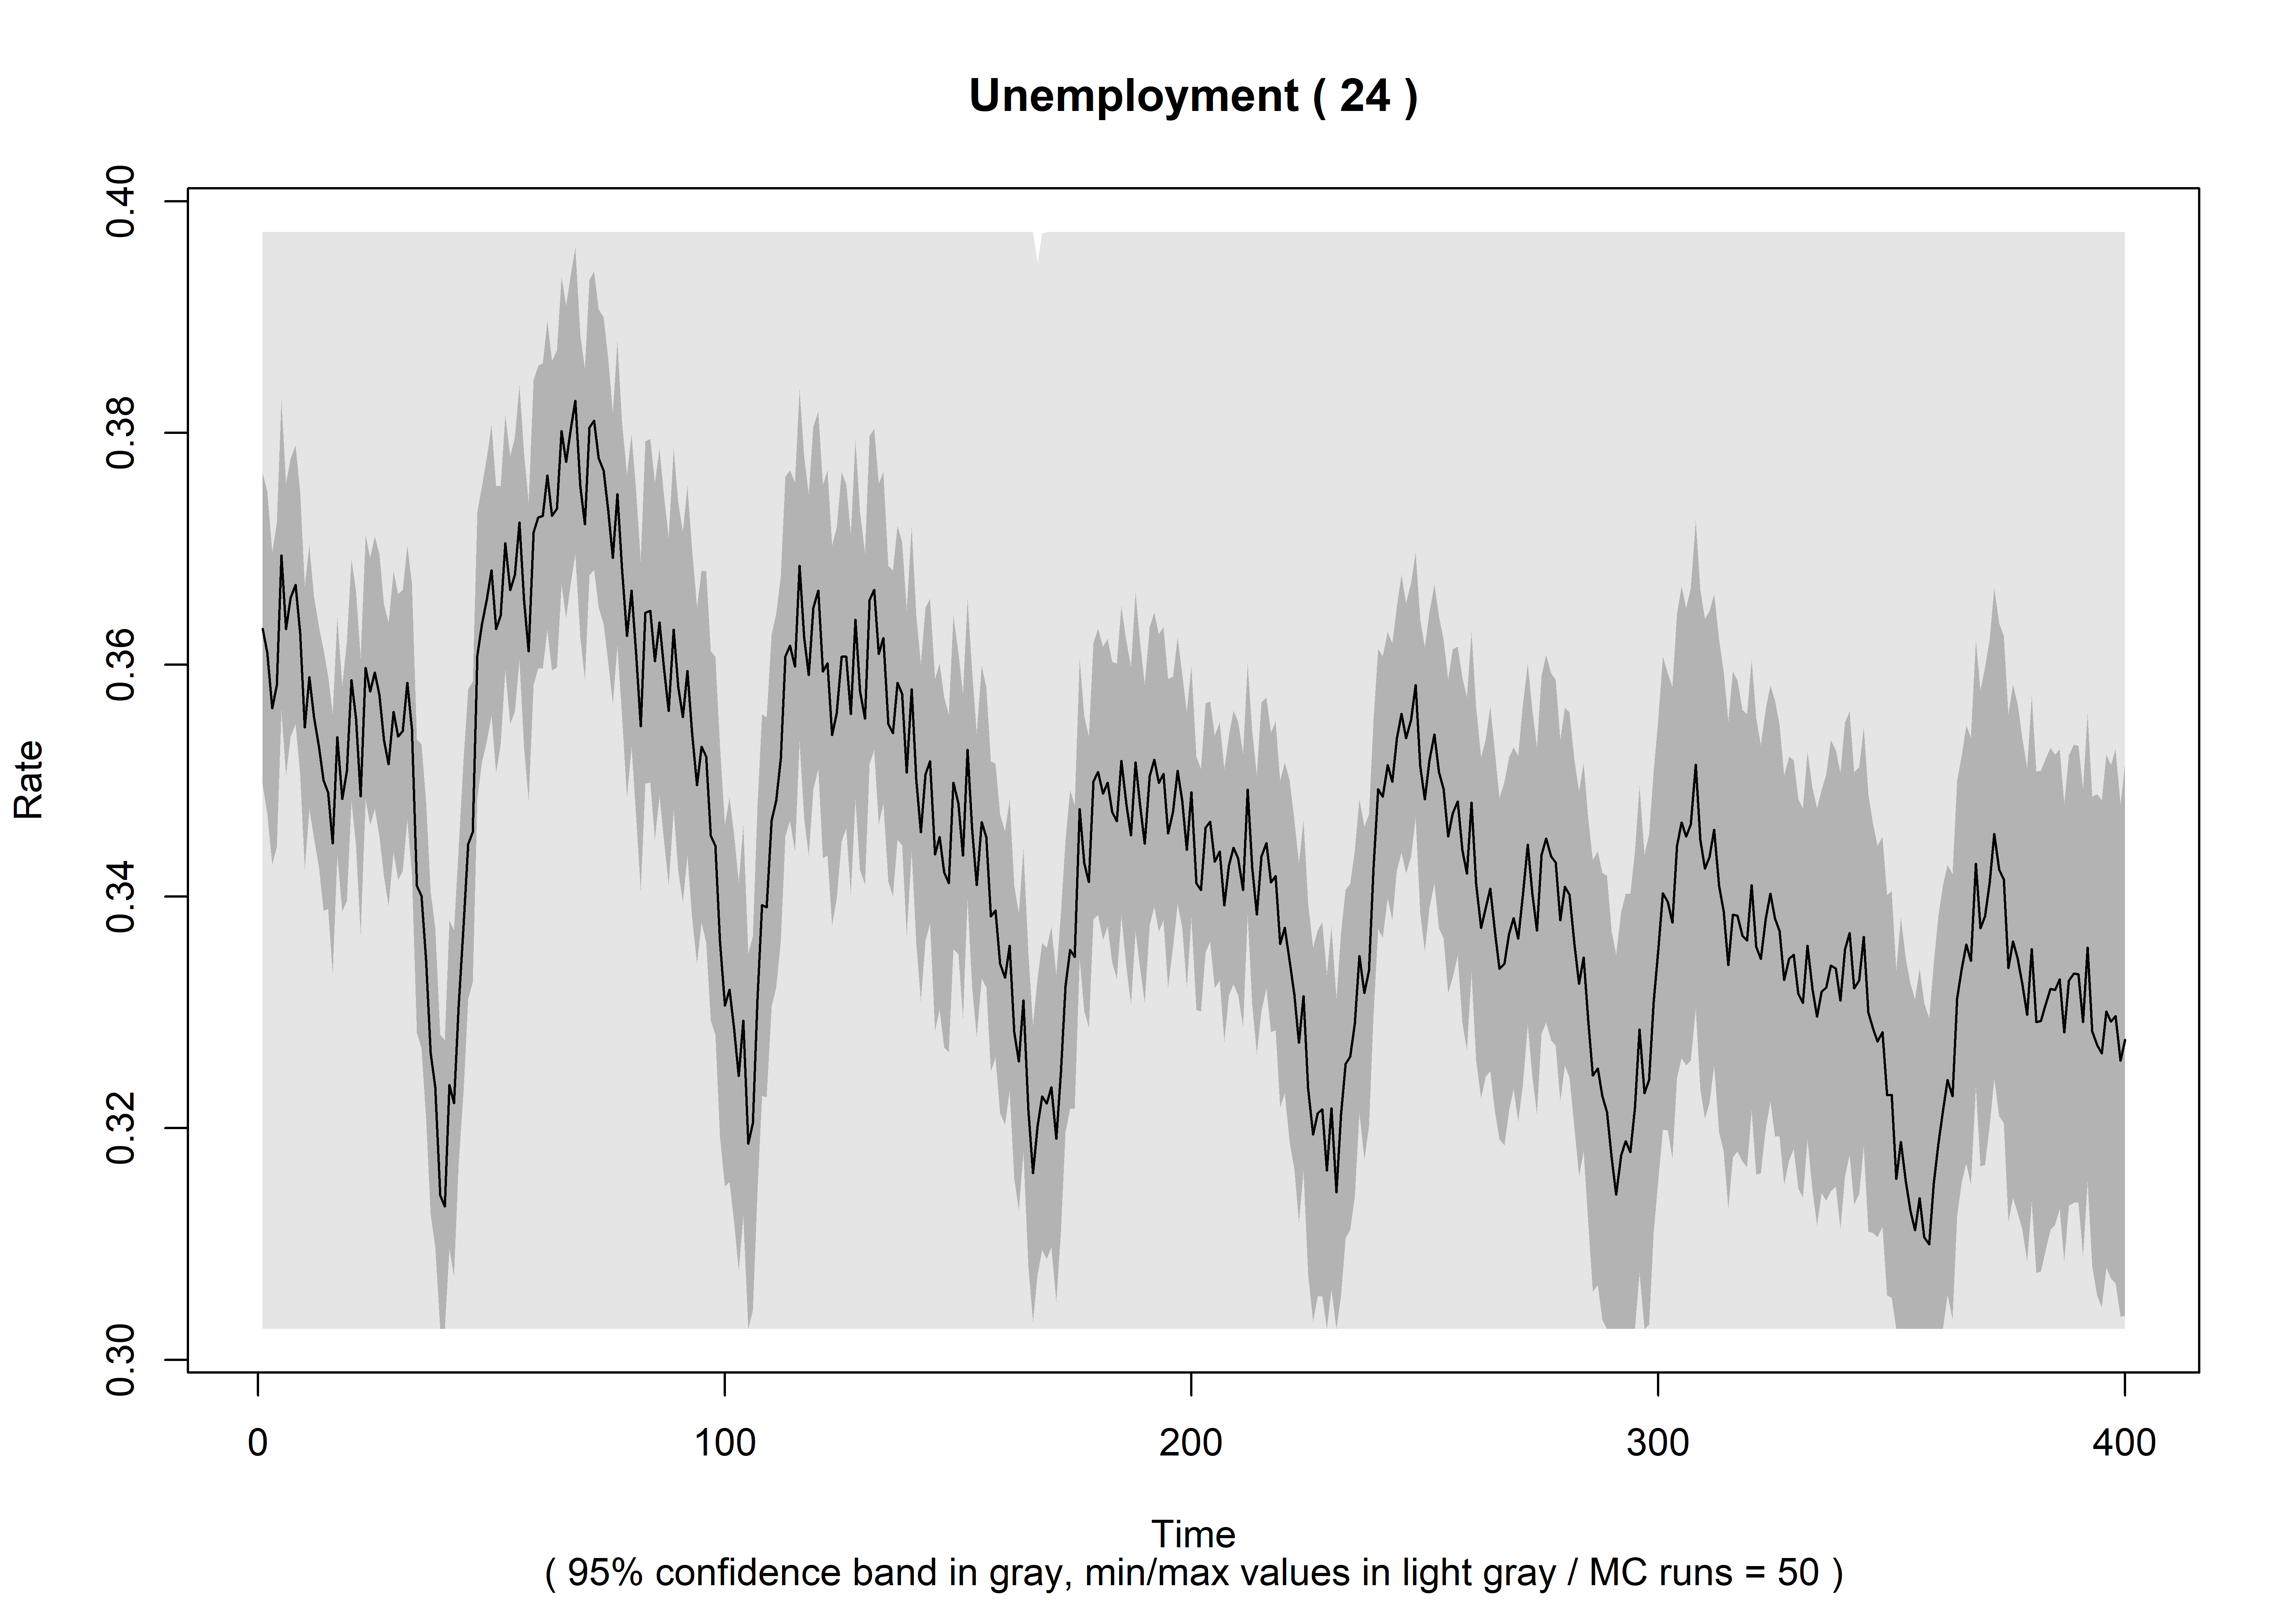 Unemployment ( 24 )
0.40
0.38
0.36
0.34
0.32
0.30
Rate
0 100 200 300 400
Time
( 95% confidence band in gray, min/max values in light gray / MC runs = 50 )